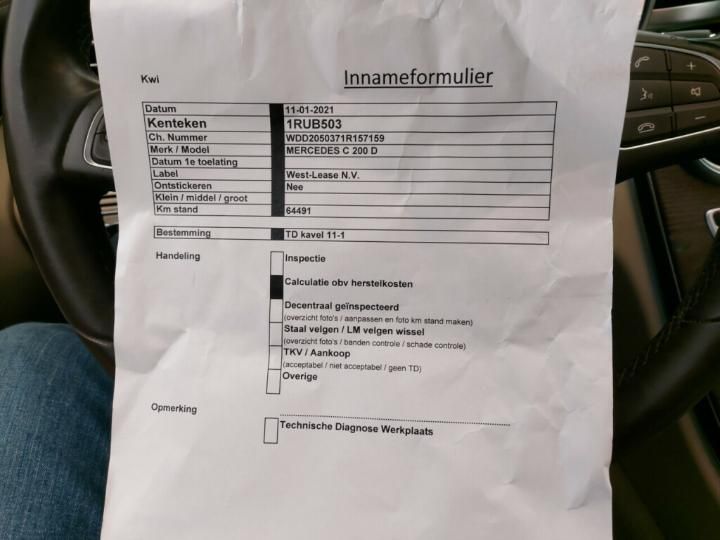 Kwi
Innameformulier
Datum 11-01-2021
Kenteken 1RUB503
Ch. Nummer WDD2050371R157159
Merk / Model MERCEDES C 200 D
Datum 1e toelating
Label West-Lease N.V.
Ontstickeren Nee
Klein / middel / groot
Km stand 64491
Bestemming TD kavel 11-1
Handeling Inspectie
Calculatie obv herstelkosten
Decentraal geïnspecteerd
(overzicht foto's / aanpassen en foto km stand maken)
Staal velgen / LM velgen wissel
(overzicht foto's / banden controle / schade controle)
TKV / Aankoop
(acceptabel / niet acceptabel / geen TD)
Overige
Opmerking
Technische Diagnose Werkplaats